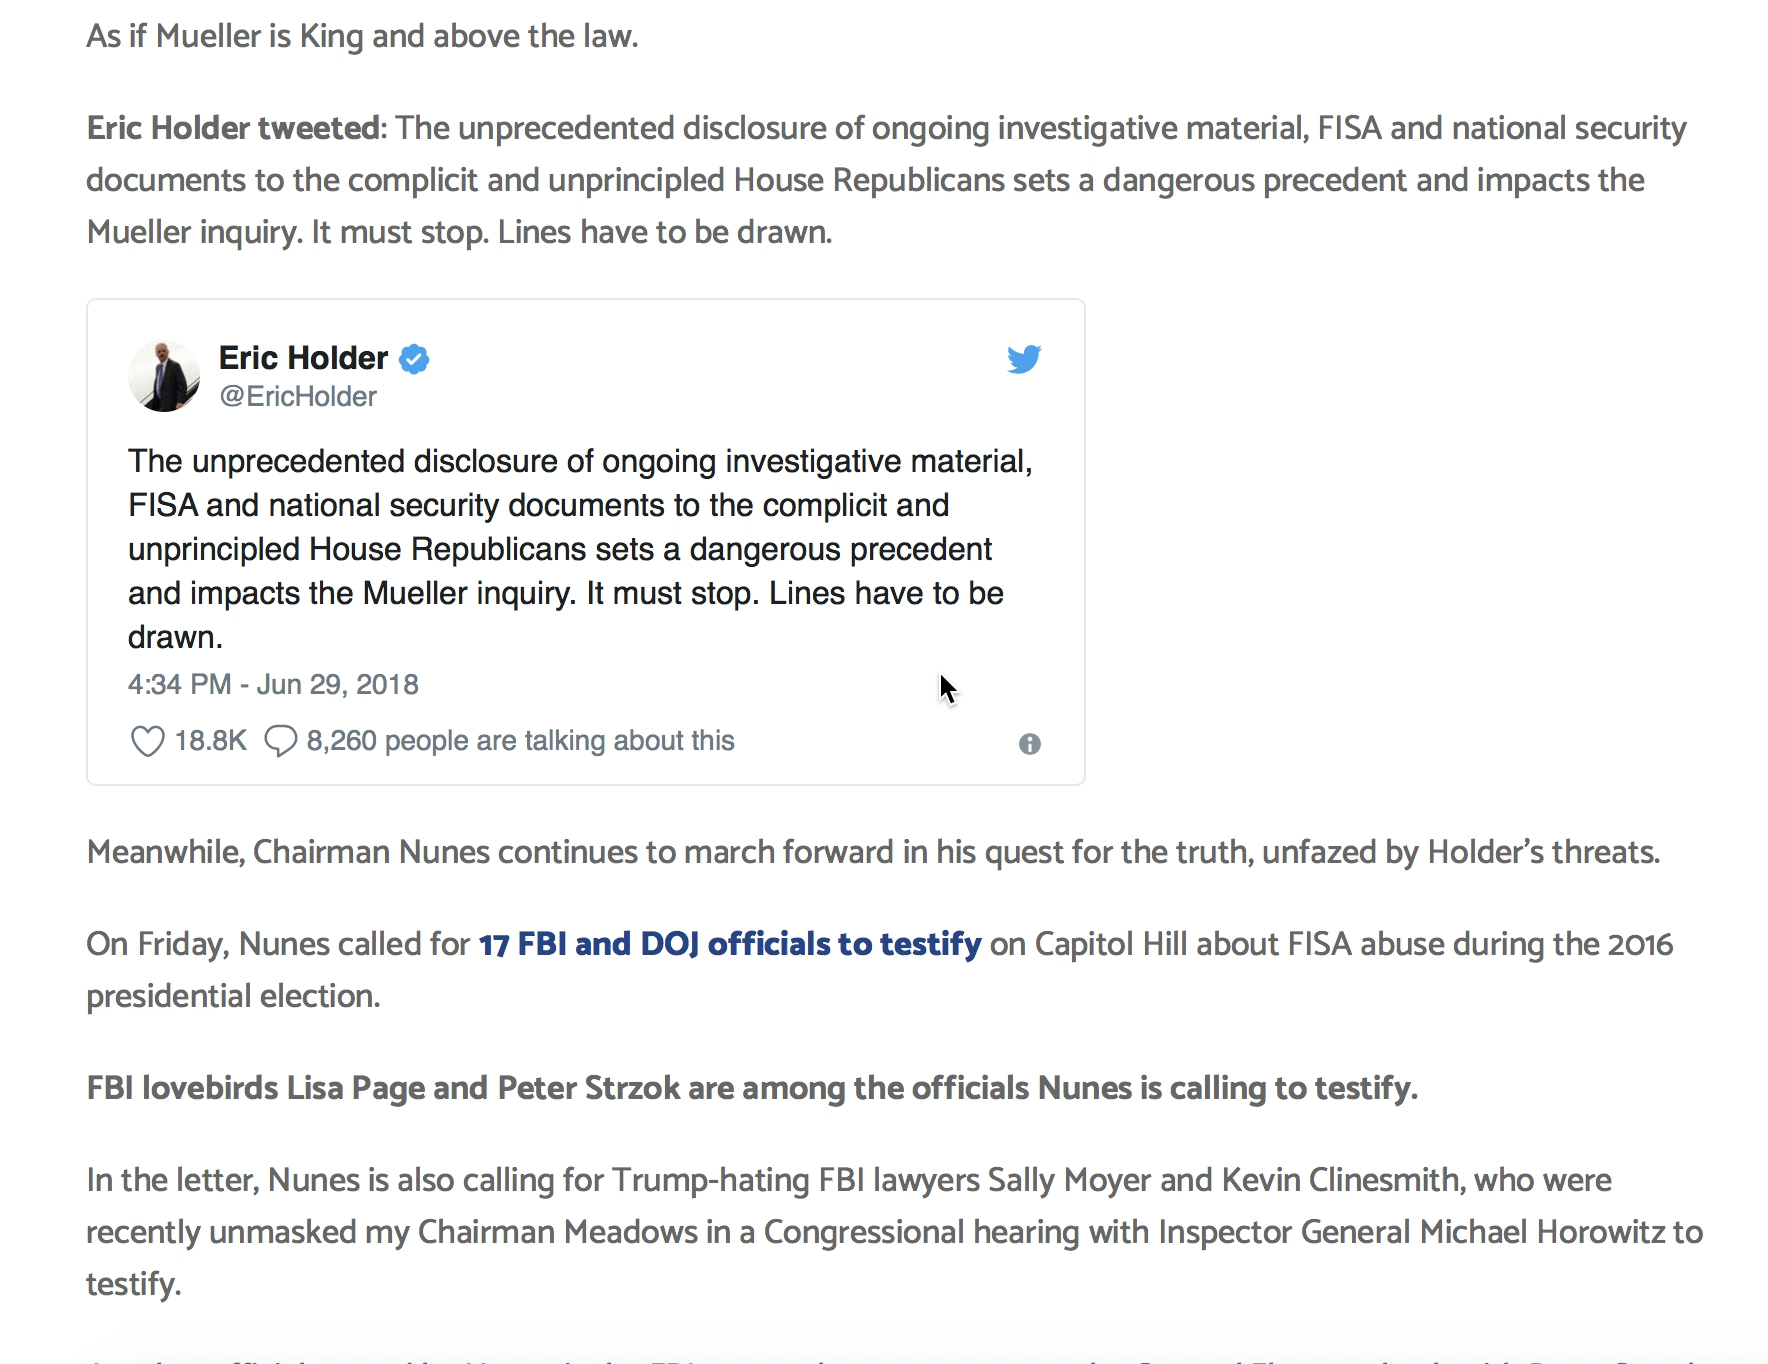 As if Mueller is King and above the law.
Eric Holder tweeted: The unprecedented disclosure of ongoing investigative material, FISA and national security
documents to the complicit and unprincipled House Republicans sets a dangerous precedent and impacts the
Mueller inquiry. It must stop. Lines have to be drawn.
Eric Holder
@EricHolder
The unprecedented disclosure of ongoing investigative material,
FISA and national security documents to the complicit and
unprincipled House Republicans sets a dangerous precedent
and impacts the Mueller inquiry. It must stop. Lines have to be
drawn.
4:34 PM - Jun 29, 2018
18.8K 8,260 people are talking about this
Meanwhile, Chairman Nunes continues to march forward in his quest for the truth, unfazed by Holder’s threats.
On Friday, Nunes called for 17 FBI and DOJ officials to testify on Capitol Hill about FISA abuse during the 2016
presidential election.
FBI lovebirds Lisa Page and Peter Strzok are among the officials Nunes is calling to testify.
In the letter, Nunes is also calling for Trump-hating FBI lawyers Sally Moyer and Kevin Clinesmith, who were
recently unmasked my Chairman Meadows in a Congressional hearing with Inspector General Michael Horowitz to
testify.